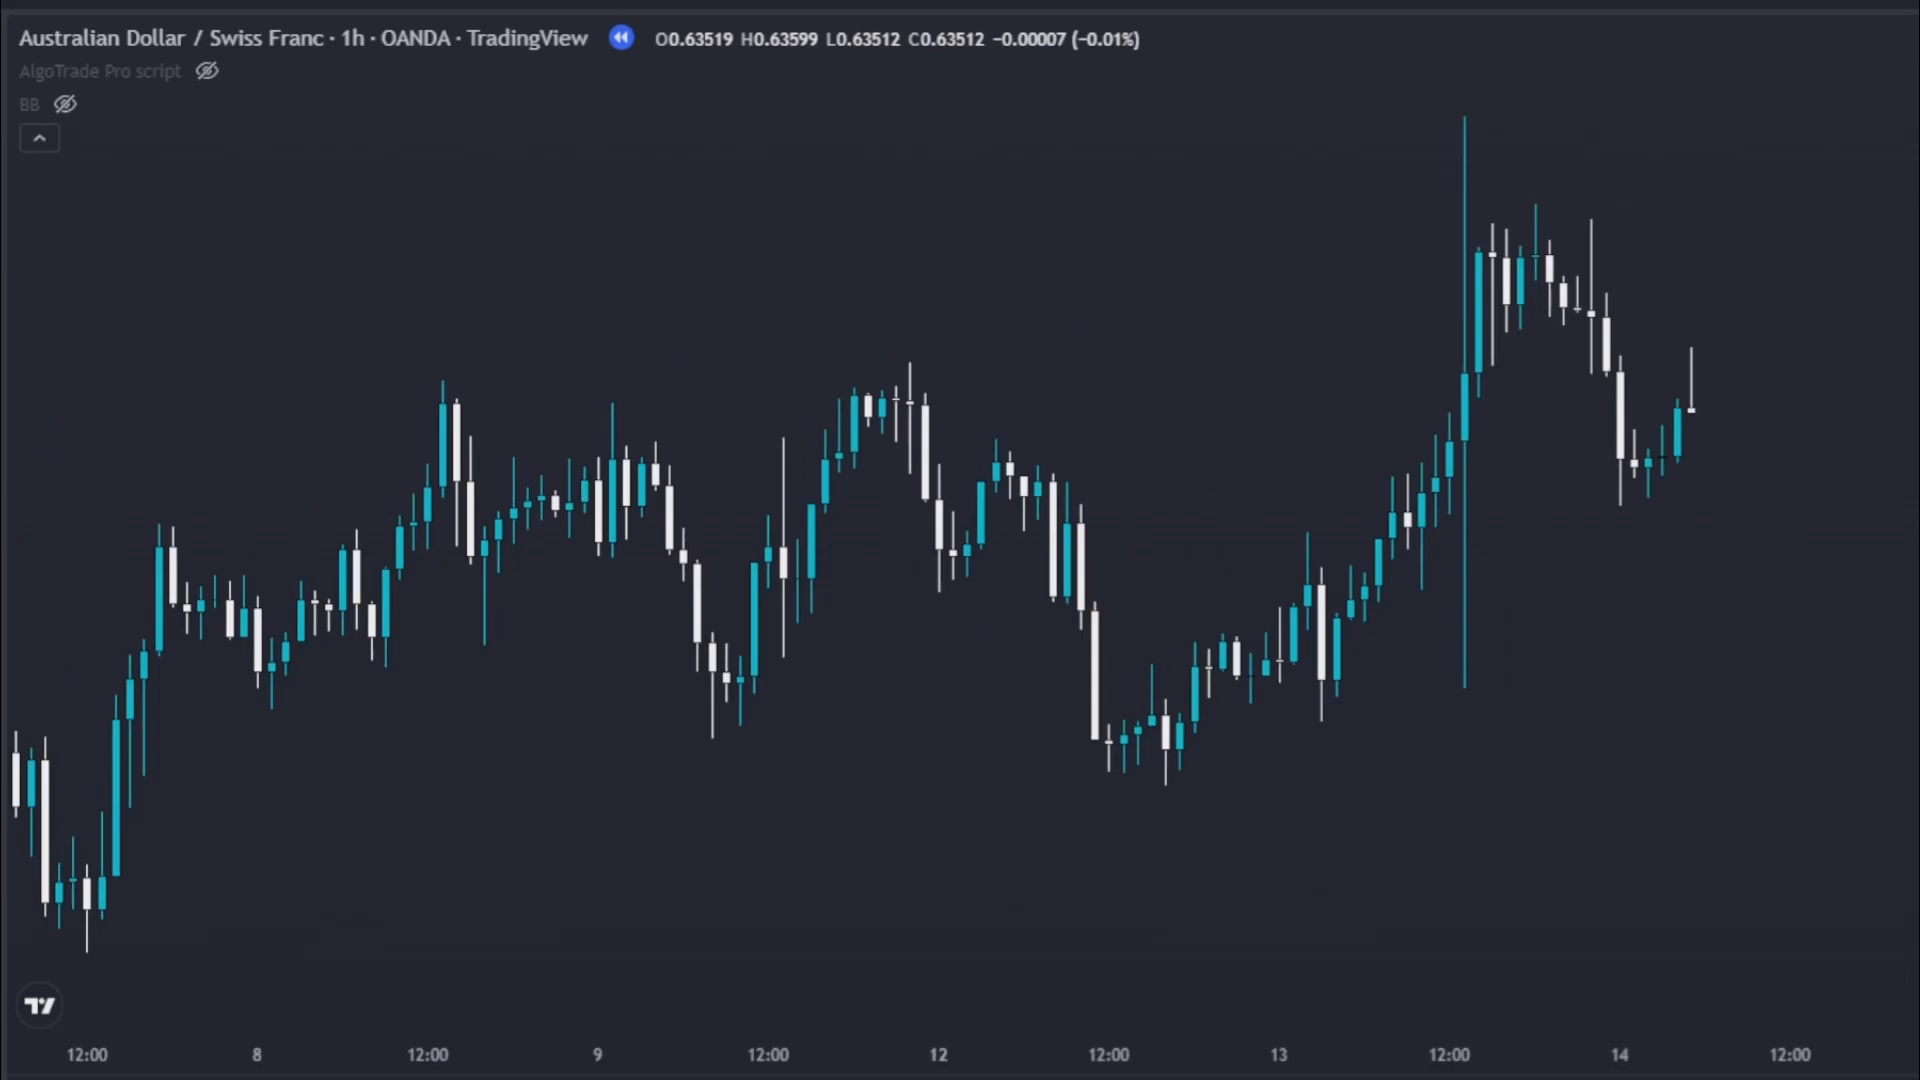 Australian Dollar / Swiss Franc · 1h · OANDA · TradingView O0.63519 H0.63599 L0.63512 C0.63512 −0.00007 (−0.01%)
AlgoTrade Pro script
BB
12:00 8 12:00 9 12:00 12 12:00 13 12:00 14 12:00